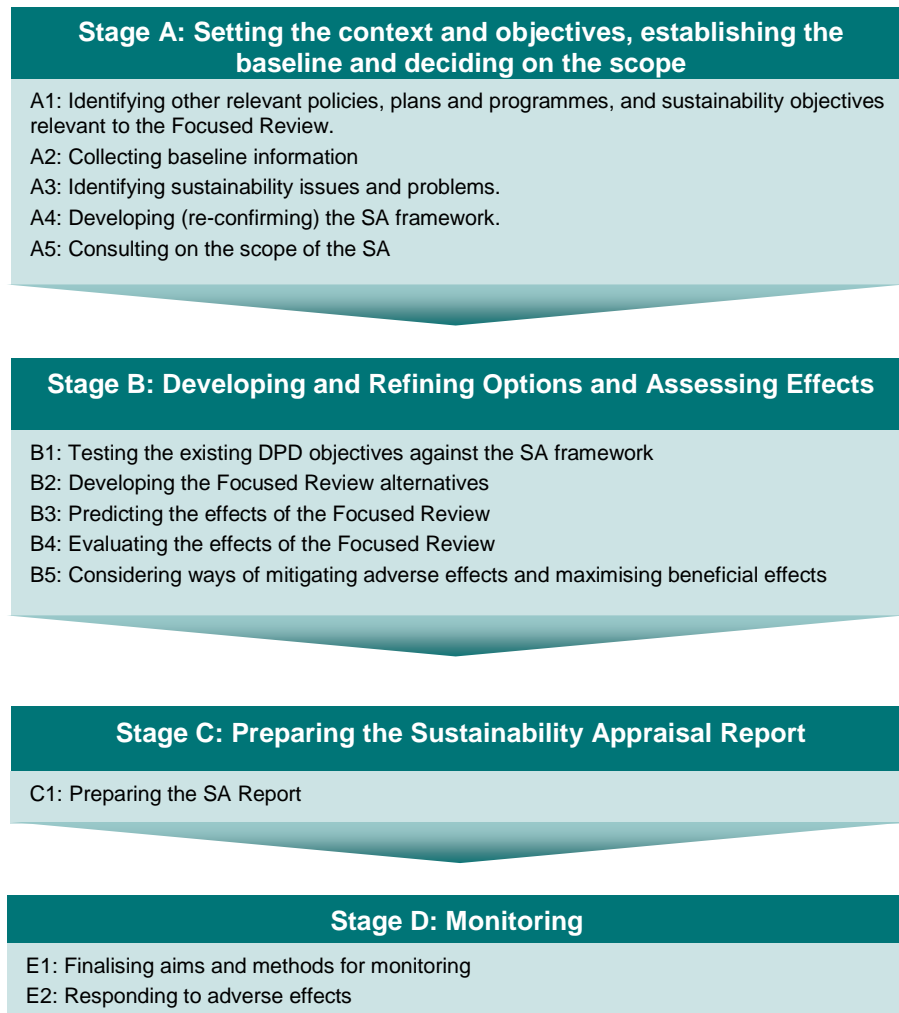 Stage A: Setting the context and objectives, establishing the
baseline and deciding on the scope
A1: Identifying other relevant policies, plans and programmes, and sustainability objectives
relevant to the Focused Review.
A2: Collecting baseline information
A3: Identifying sustainability issues and problems.
A4: Developing (re-confirming) the SA framework.
A5: Consulting on the scope of the SA
Stage B: Developing and Refining Options and Assessing Effects
B1: Testing the existing DPD objectives against the SA framework
B2: Developing the Focused Review alternatives
B3: Predicting the effects of the Focused Review
B4: Evaluating the effects of the Focused Review
B5: Considering ways of mitigating adverse effects and maximising beneficial effects
Stage C: Preparing the Sustainability Appraisal Report
C1: Preparing the SA Report
Stage D: Monitoring
E1: Finalising aims and methods for monitoring
E2: Responding to adverse effects